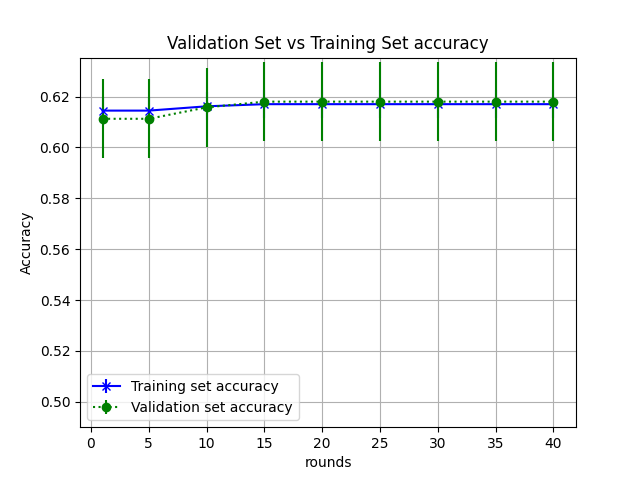 Validation Set vs Training Set accuracy
Accuracy
0.62
0.60
0.58
0.56
0.54
0.52
0.50
Training set accuracy
Validation set accuracy
0 5 10 15 20 25 30 35 40
rounds